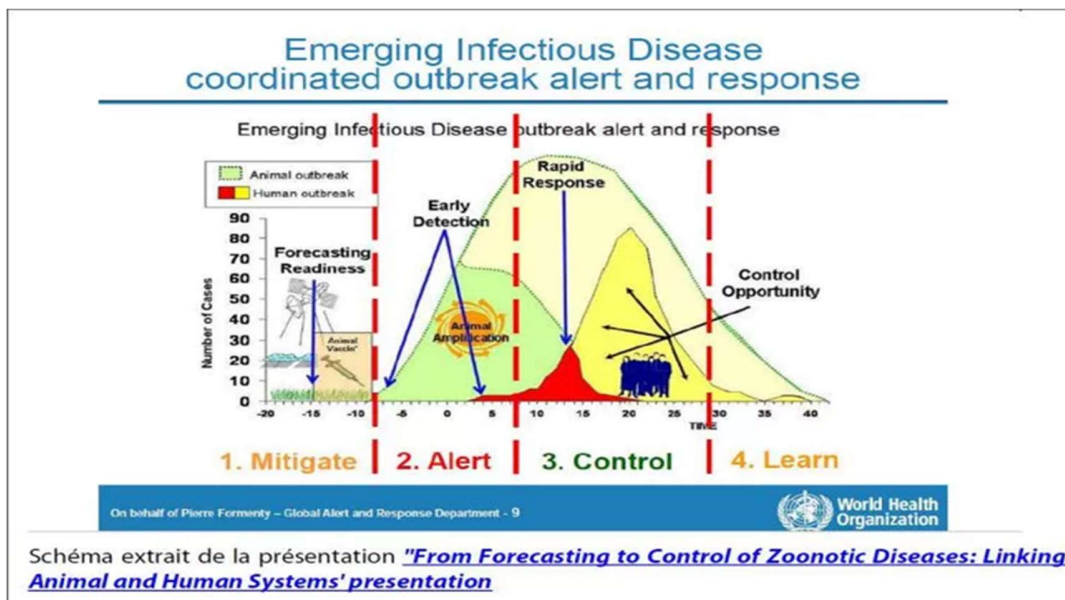 Emerging Infectious Disease
coordinated outbreak alert and response
Emerging Infectious Disease outbreak alert and response
Animal outbreak
Human outbreak
Rapid
Response
Early
Detection
Forecasting
Readiness
Control
Opportunity
Animal
Amplification
Animal
Vaccin'
Number of Cases
90
80
70
60
50
40
30
20
10
0
-20 -15 -10 -5 0 5 10 15 20 25 30 35 40
TIME
1. Mitigate 2. Alert 3. Control 4. Learn
On behalf of Pierre Formenty – Global Alert and Response Department - 9
World Health
Organization
Schéma extrait de la présentation "From Forecasting to Control of Zoonotic Diseases: Linking
Animal and Human Systems' presentation